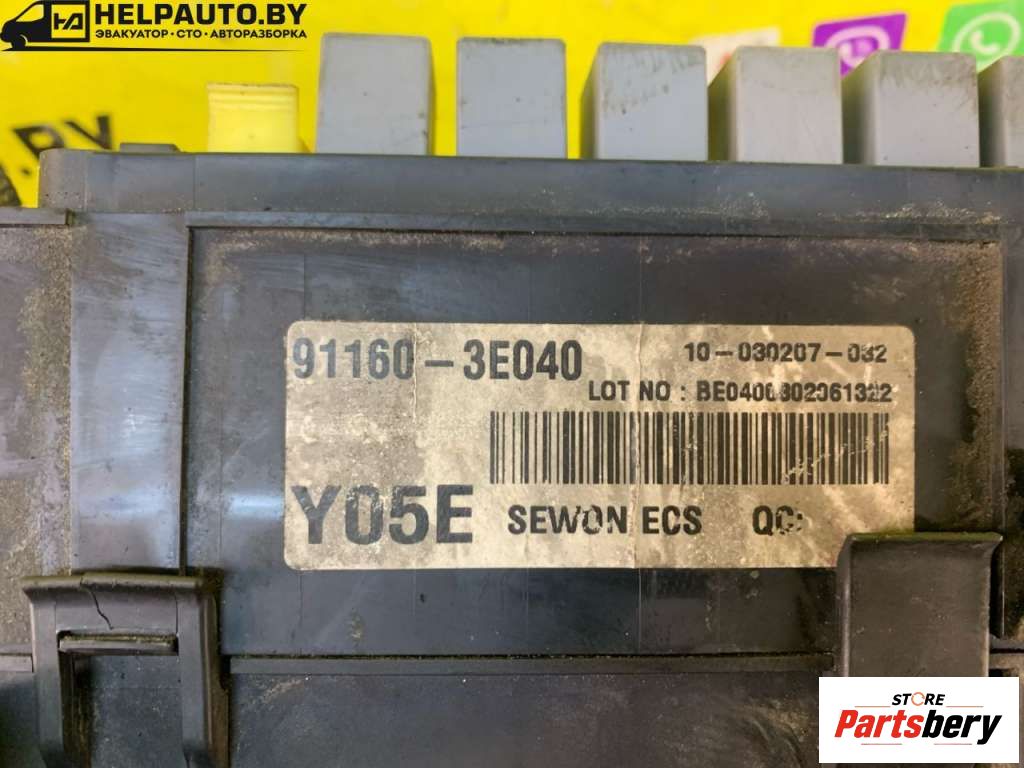 HELPAUTO.BY
ЭВАКУАТОР · СТО · АВТОРАЗБОРКА
.BY
91160-3E040
10-030207-032
LOT NO : BE0400802061322
Y05E SEWON ECS QC:
STORE
Partsbery